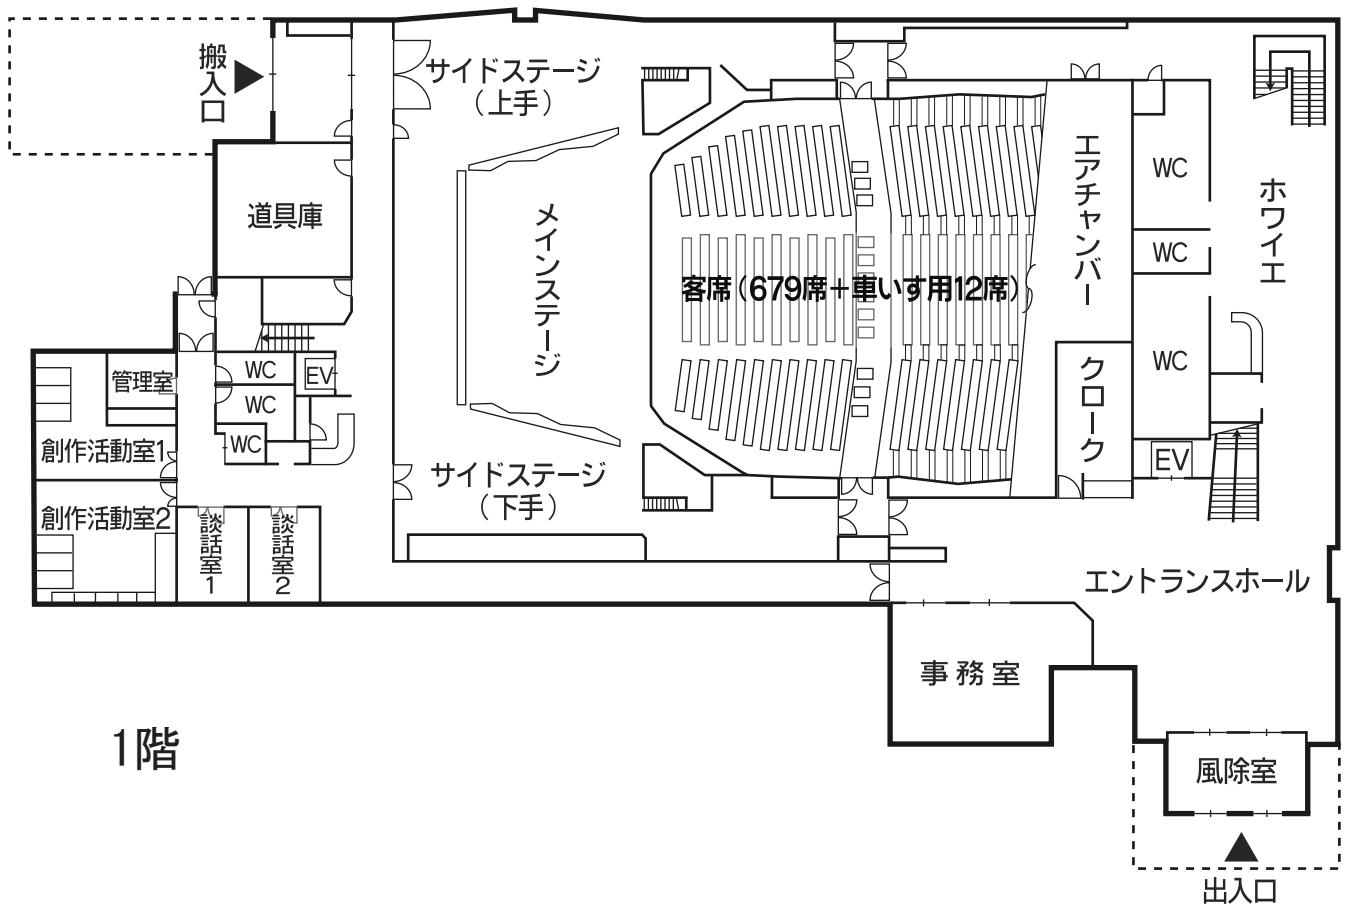 搬入口
サイドステージ
（上手）
道具庫
メインステージ
客席（679席＋車いす用12席）
エアチャンバー
WC
WC
WC
ホワイエ
クローク
EV
WC
WC
WC
EV
管理室
創作活動室1
創作活動室2
談話室1
談話室2
サイドステージ
（下手）
エントランスホール
事務室
風除室
出入口
1階